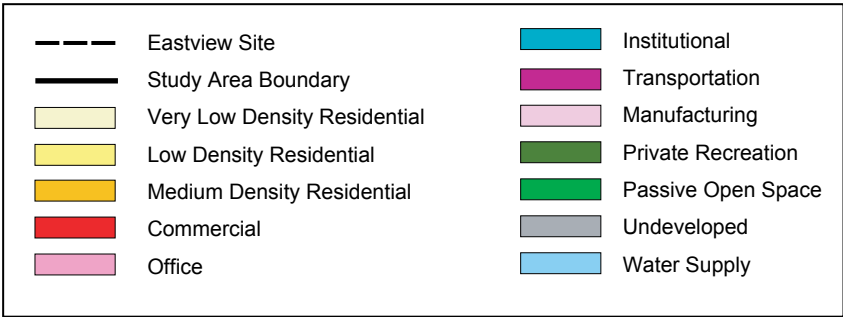 Eastview Site
Study Area Boundary
Very Low Density Residential
Low Density Residential
Medium Density Residential
Commercial
Office
Institutional
Transportation
Manufacturing
Private Recreation
Passive Open Space
Undeveloped
Water Supply